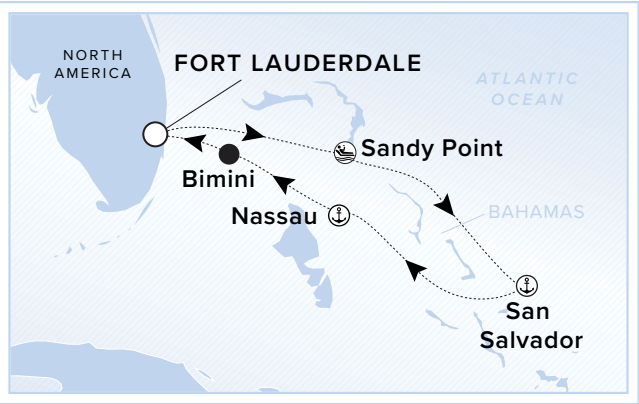 NORTH
AMERICA
FORT LAUDERDALE
ATLANTIC
OCEAN
Sandy Point
Bimini
Nassau
BAHAMAS
San
Salvador